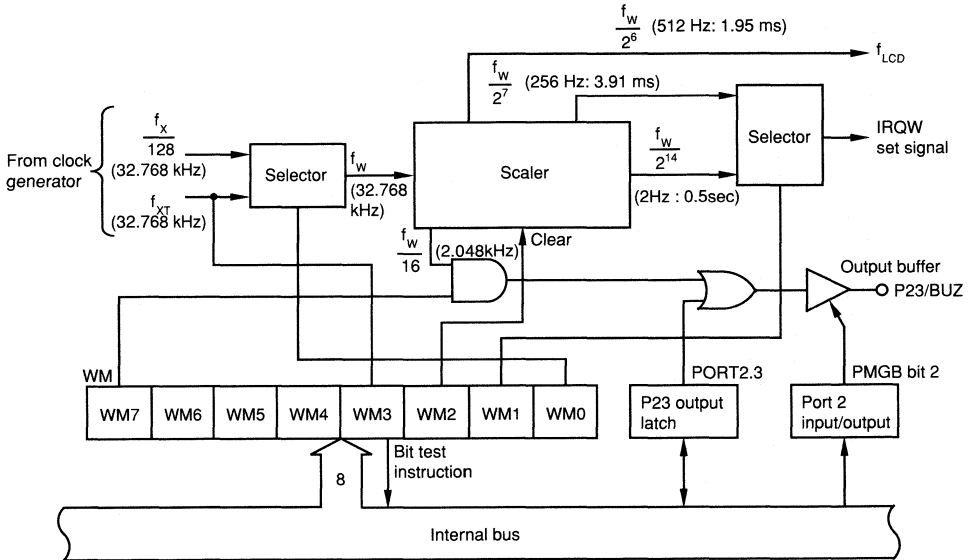 f_W / 2^6 (512 Hz: 1.95 ms)
f_LCD
f_W / 2^7 (256 Hz: 3.91 ms)
From clock generator
f_X / 128
(32.768 kHz)
f_XT
(32.768 kHz)
Selector
f_W
(32.768
kHz)
Scaler
f_W / 2^14
(2Hz : 0.5sec)
Selector
IRQW
set signal
f_W / 16
(2.048kHz)
Clear
Output buffer
P23/BUZ
WM
WM7 WM6 WM5 WM4 WM3 WM2 WM1 WM0
PORT2.3
P23 output
latch
PMGB bit 2
Port 2
input/output
8
Bit test
instruction
Internal bus